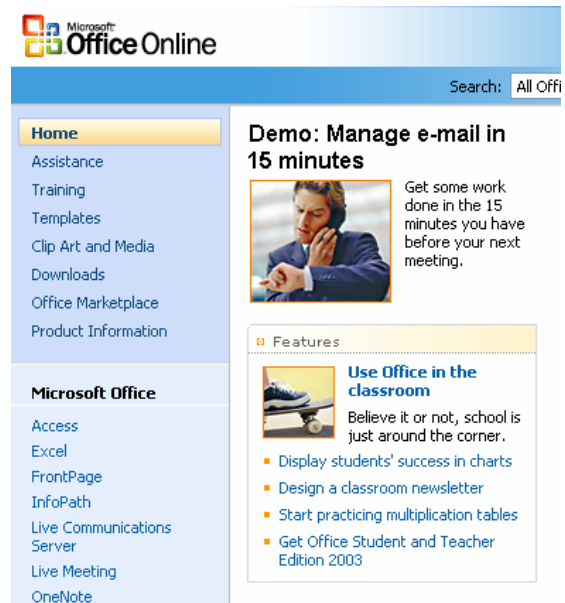 Microsoft
Office Online
Search: All Offi
Home
Assistance
Training
Templates
Clip Art and Media
Downloads
Office Marketplace
Product Information
Microsoft Office
Access
Excel
FrontPage
InfoPath
Live Communications
Server
Live Meeting
OneNote
Demo: Manage e-mail in
15 minutes
Get some work
done in the 15
minutes you have
before your next
meeting.
Features
Use Office in the
classroom
Believe it or not, school is
just around the corner.
Display students' success in charts
Design a classroom newsletter
Start practicing multiplication tables
Get Office Student and Teacher
Edition 2003